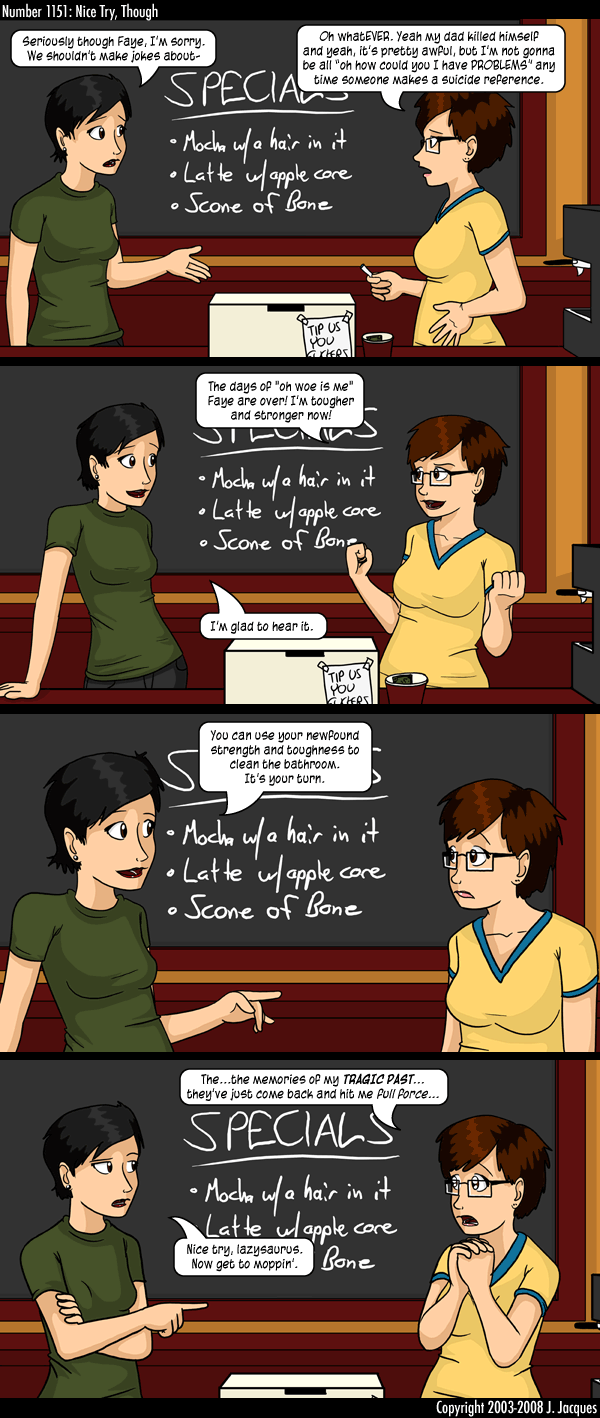 Number 1151: Nice Try, Though
Seriously though Faye, I'm sorry.
We shouldn't make jokes about-
Oh whatEVER. Yeah my dad killed himself
and yeah, it's pretty awful, but I'm not gonna
be all "oh how could you I have PROBLEMS" any
time someone makes a suicide reference.
SPECIALS
• Mocha w/a hair in it
• Latte w/apple core
• Scone of Bone
TIP US
YOU
The days of "oh woe is me"
Faye are over! I'm tougher
and stronger now!
SPECIALS
• Mocha w/a hair in it
• Latte w/apple core
• Scone of Bone
I'm glad to hear it.
TIP US
YOU
You can use your newfound
strength and toughness to
clean the bathroom.
It's your turn.
• Mocha w/a hair in it
• Latte w/apple core
• Scone of Bone
The...the memories of my TRAGIC PAST...
they've just come back and hit me full force...
SPECIALS
• Mocha w/a hair in it
Latte w/apple core
Bone
Nice try, lazysaurus.
Now get to moppin'.
Copyright 2003-2008 J. Jacques